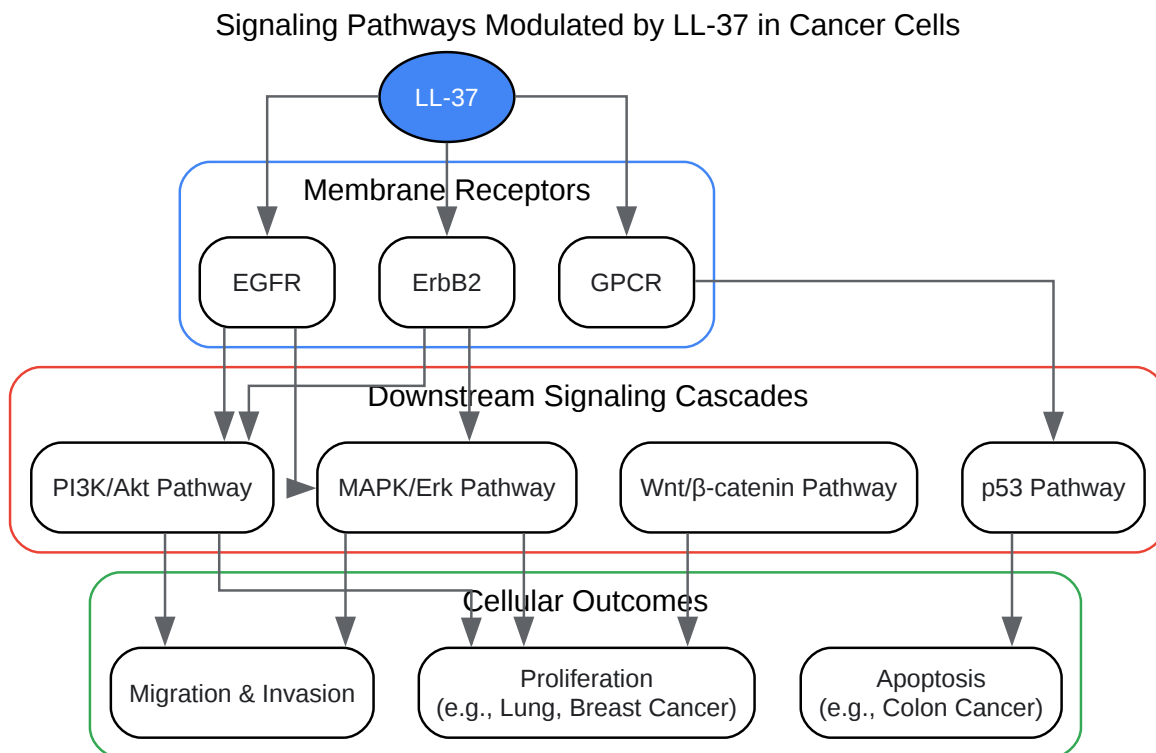 Signaling Pathways Modulated by LL-37 in Cancer Cells
LL-37
Membrane Receptors
EGFR
ErbB2
GPCR
Downstream Signaling Cascades
PI3K/Akt Pathway
MAPK/Erk Pathway
Wnt/β-catenin Pathway
p53 Pathway
Cellular Outcomes
Migration & Invasion
Proliferation
(e.g., Lung, Breast Cancer)
Apoptosis
(e.g., Colon Cancer)